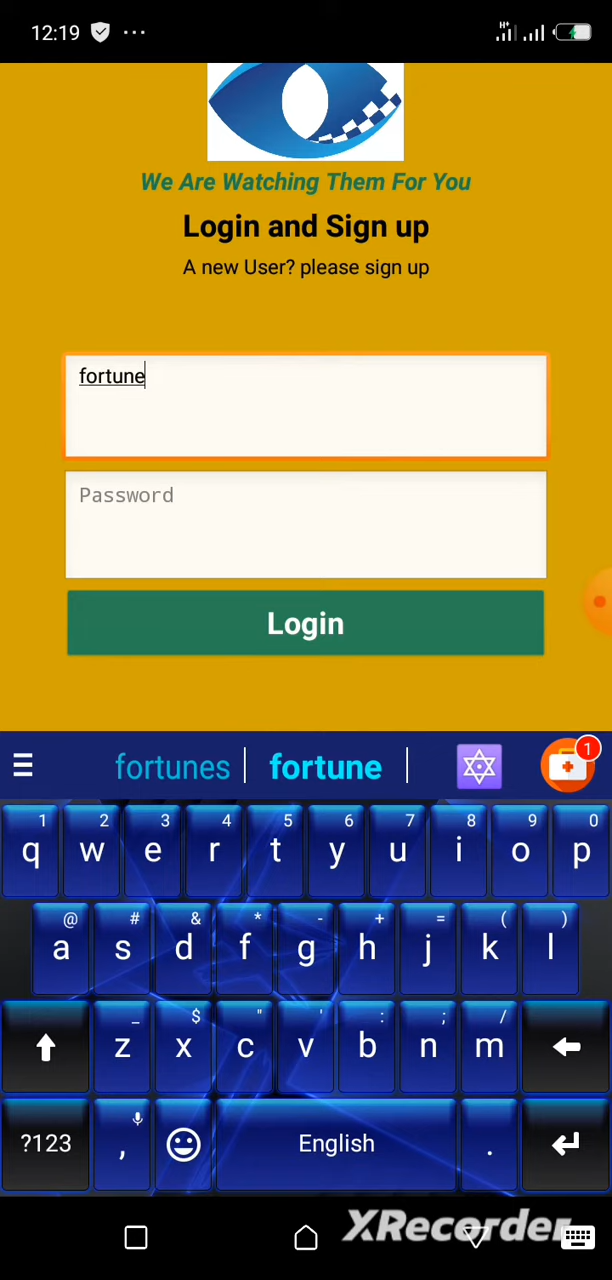 12:19
H+
We Are Watching Them For You
Login and Sign up
A new User? please sign up
fortune
Password
Login
fortunes fortune
1
1 2 3 4 5 6 7 8 9 0
q w e r t y u i o p
@ # & * - + = ( )
a s d f g h j k l
_ $ " ' : ; /
z x c v b n m
?123 , English .
XRecorder